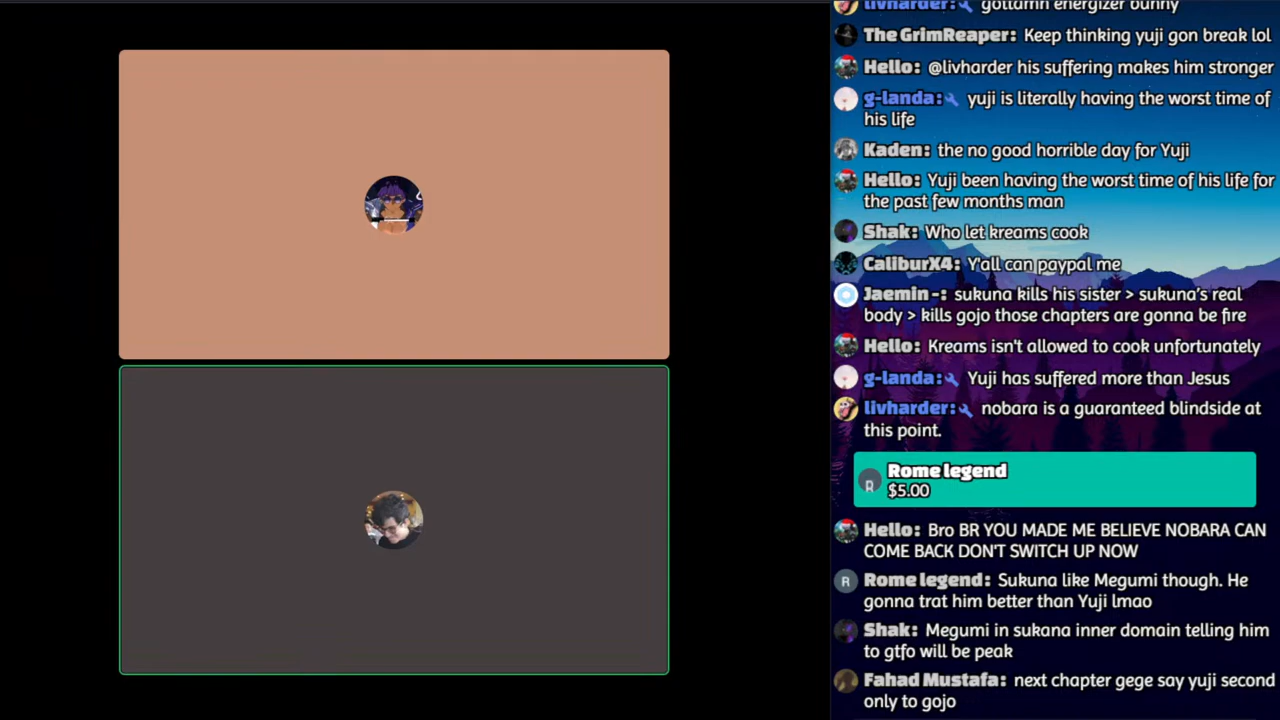 livharder: gottamn energizer bunny
The GrimReaper: Keep thinking yuji gon break lol
Hello: @livharder his suffering makes him stronger
g-landa: yuji is literally having the worst time of
his life
Kaden: the no good horrible day for Yuji
Hello: Yuji been having the worst time of his life for
the past few months man
Shak: Who let kreams cook
CaliburX4: Y'all can paypal me
Jaemin-: sukuna kills his sister > sukuna's real
body > kills gojo those chapters are gonna be fire
Hello: Kreams isn't allowed to cook unfortunately
g-landa: Yuji has suffered more than Jesus
livharder: nobara is a guaranteed blindside at
this point.
R
Rome legend
$5.00
Hello: Bro BR YOU MADE ME BELIEVE NOBARA CAN
COME BACK DON'T SWITCH UP NOW
R
Rome legend: Sukuna like Megumi though. He
gonna trat him better than Yuji lmao
Shak: Megumi in sukana inner domain telling him
to gtfo will be peak
Fahad Mustafa: next chapter gege say yuji second
only to gojo